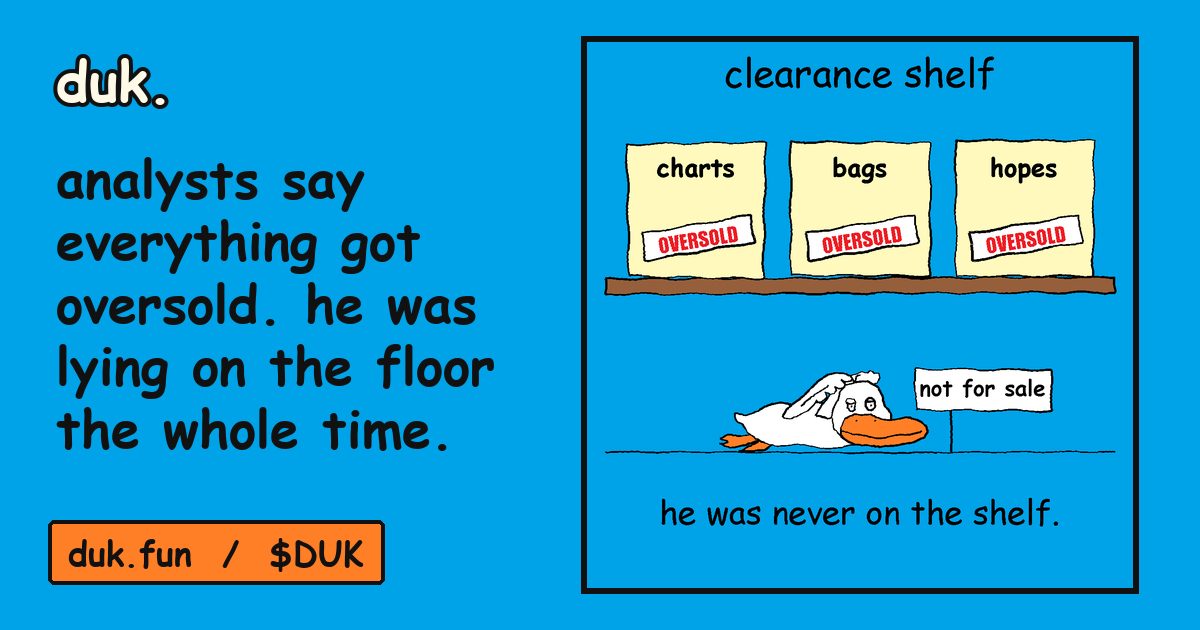 duk.
analysts say
everything got
oversold. he was
lying on the floor
the whole time.
duk.fun / $DUK
clearance shelf
charts
OVERSOLD
bags
OVERSOLD
hopes
OVERSOLD
not for sale
he was never on the shelf.